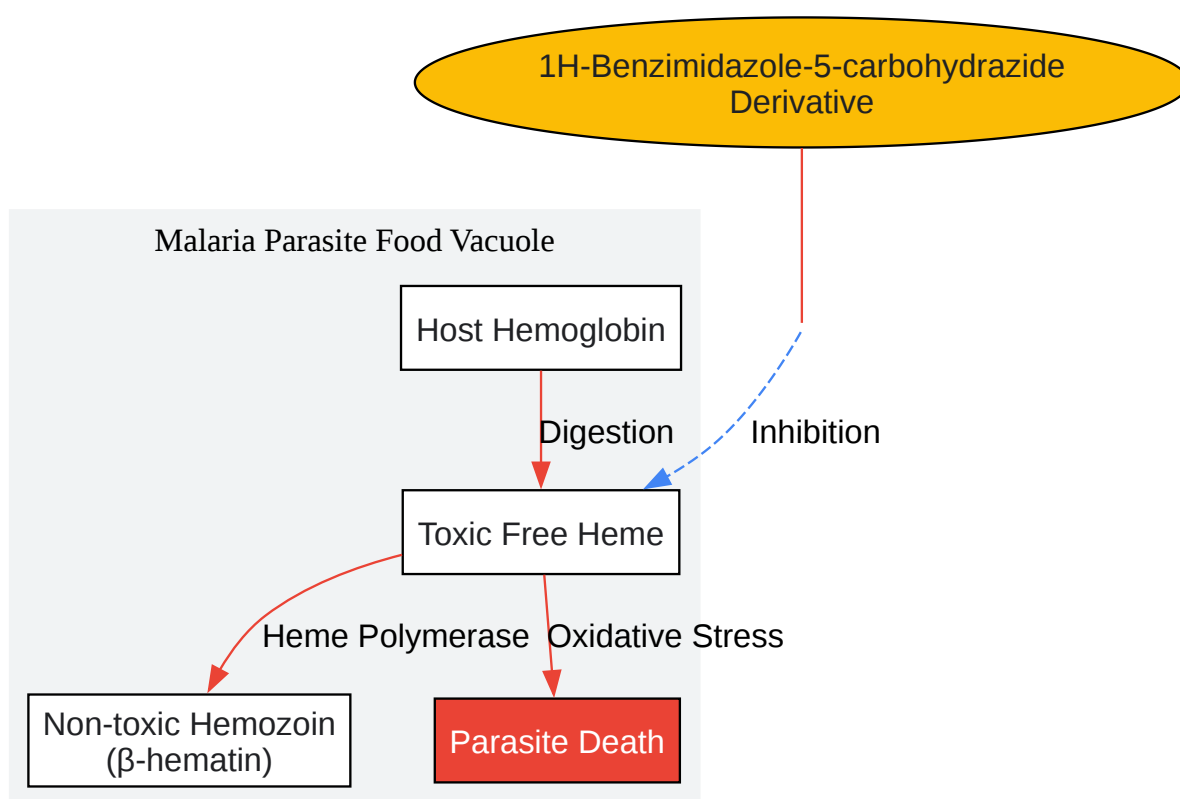 1H-Benzimidazole-5-carbohydrazide
Derivative
Malaria Parasite Food Vacuole
Host Hemoglobin
Digestion
Inhibition
Toxic Free Heme
Heme Polymerase
Oxidative Stress
Non-toxic Hemozoin
(β-hematin)
Parasite Death